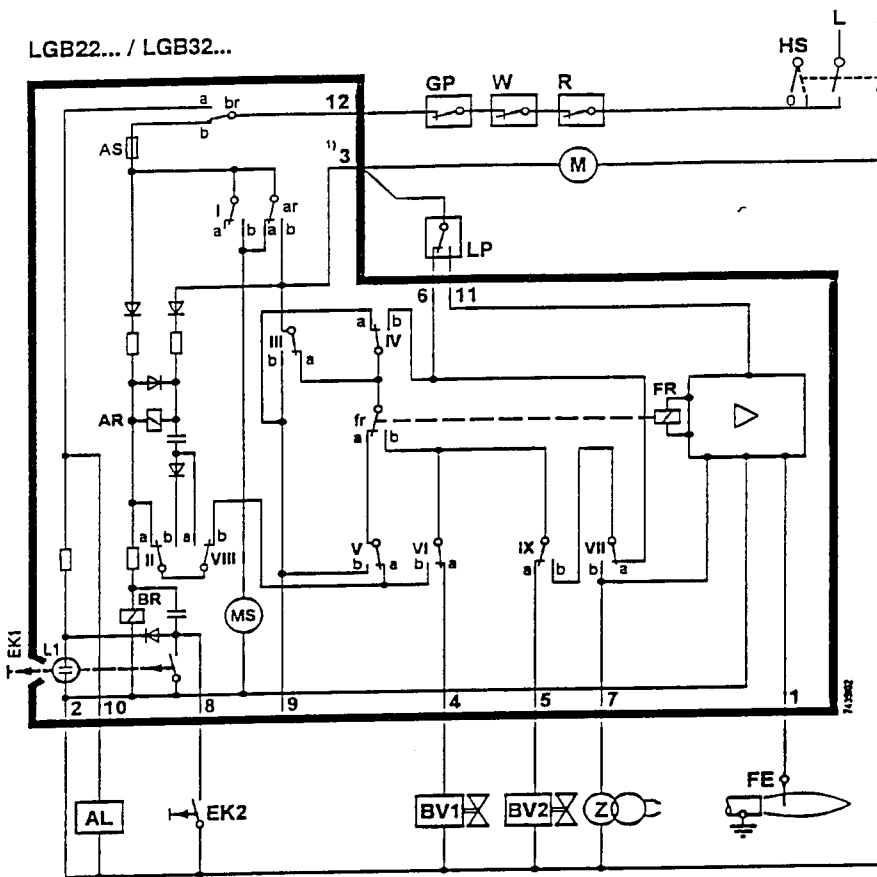 LGB22... / LGB32...
L
HS
0
GP W R
a br 12
b
AS
1) 3
M
I ar
a b a b
LP
6 11
a b
III IV
b a
FR
fr
AR
a b
a b a b
II VIII
V VI IX VII
b a b a a b b a
BR
MS
EK1
L1
2 10 8 9 4 5 7 1
FE
AL
EK2
BV1
BV2
Z